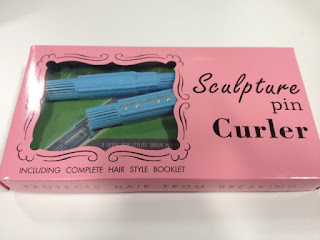 Sculpture
pin
Curler
INCLUDING COMPLETE HAIR STYLE BOOKLET
PROTECTS HAIR FROM BREAKING